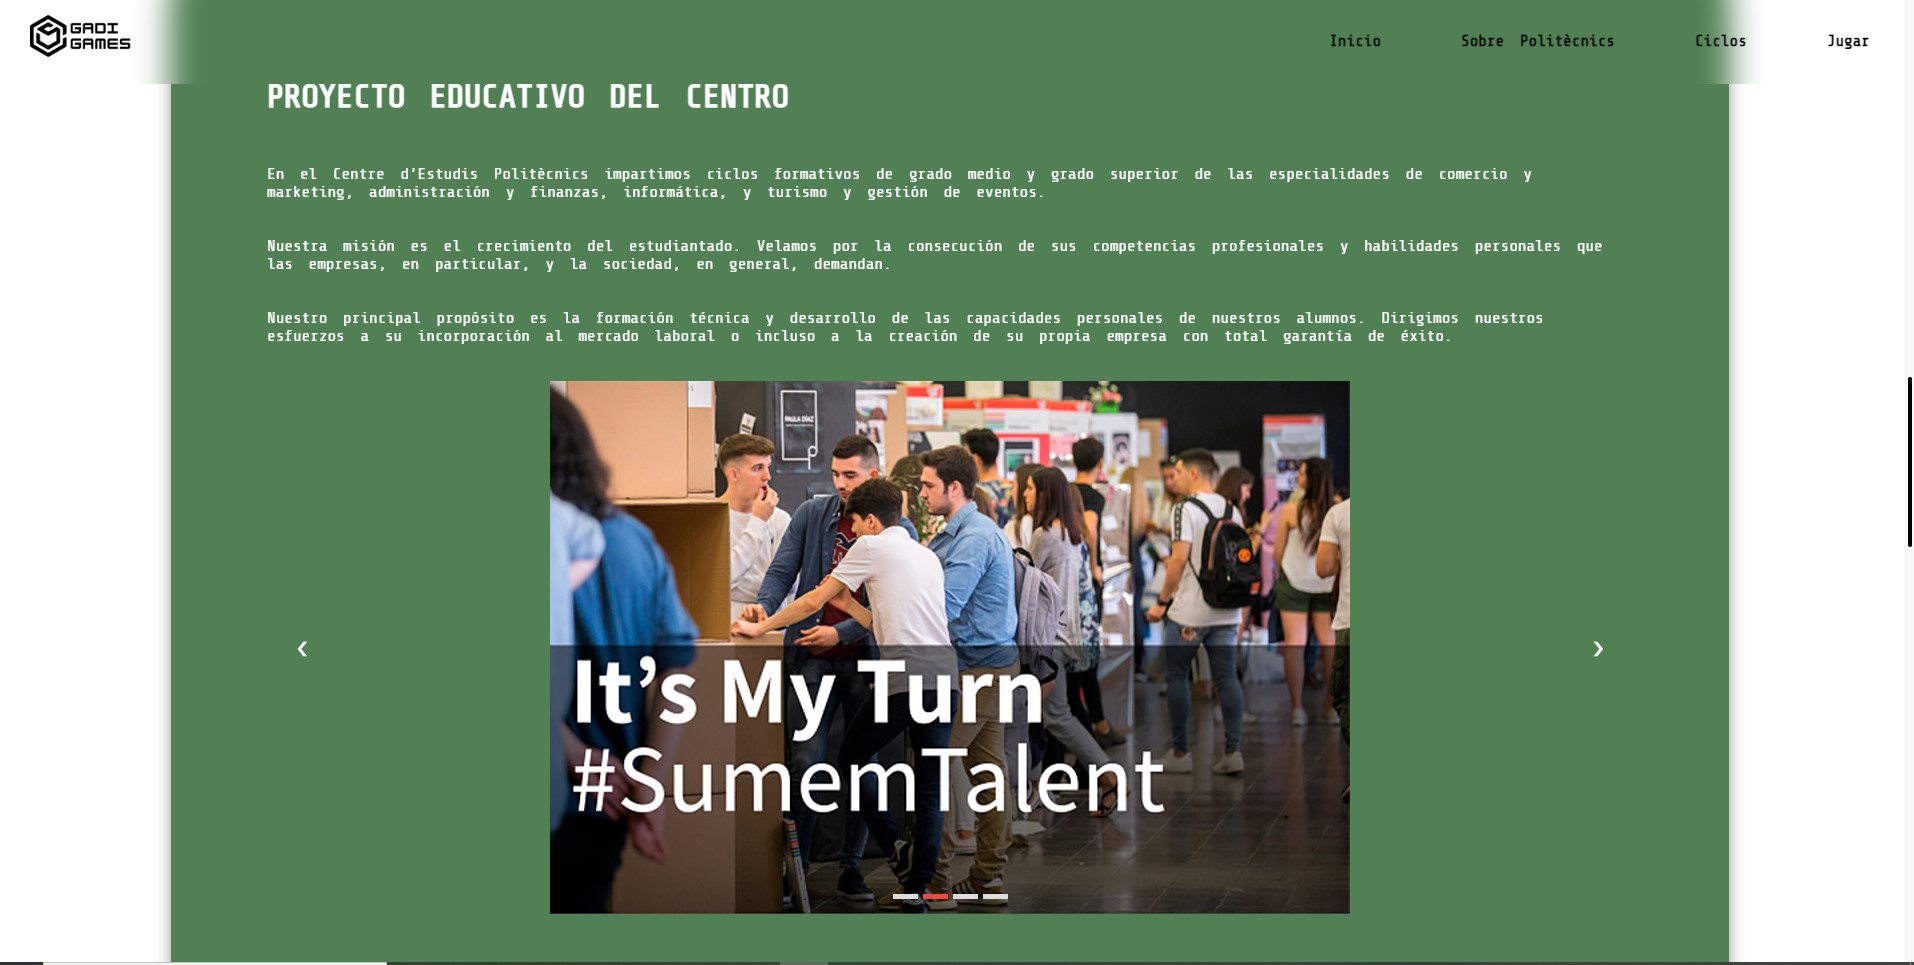 GADI
GAMES
Inicio
Sobre Politècnics
Ciclos
Jugar
PROYECTO EDUCATIVO DEL CENTRO
En el Centre d'Estudis Politècnics impartimos ciclos formativos de grado medio y grado superior de las especialidades de comercio y
marketing, administración y finanzas, informática, y turismo y gestión de eventos.
Nuestra misión es el crecimiento del estudiantado. Velamos por la consecución de sus competencias profesionales y habilidades personales que
las empresas, en particular, y la sociedad, en general, demandan.
Nuestro principal propósito es la formación técnica y desarrollo de las capacidades personales de nuestros alumnos. Dirigimos nuestros
esfuerzos a su incorporación al mercado laboral o incluso a la creación de su propia empresa con total garantía de éxito.
PAULA DÍAZ
‹
›
It's My Turn
#SumemTalent